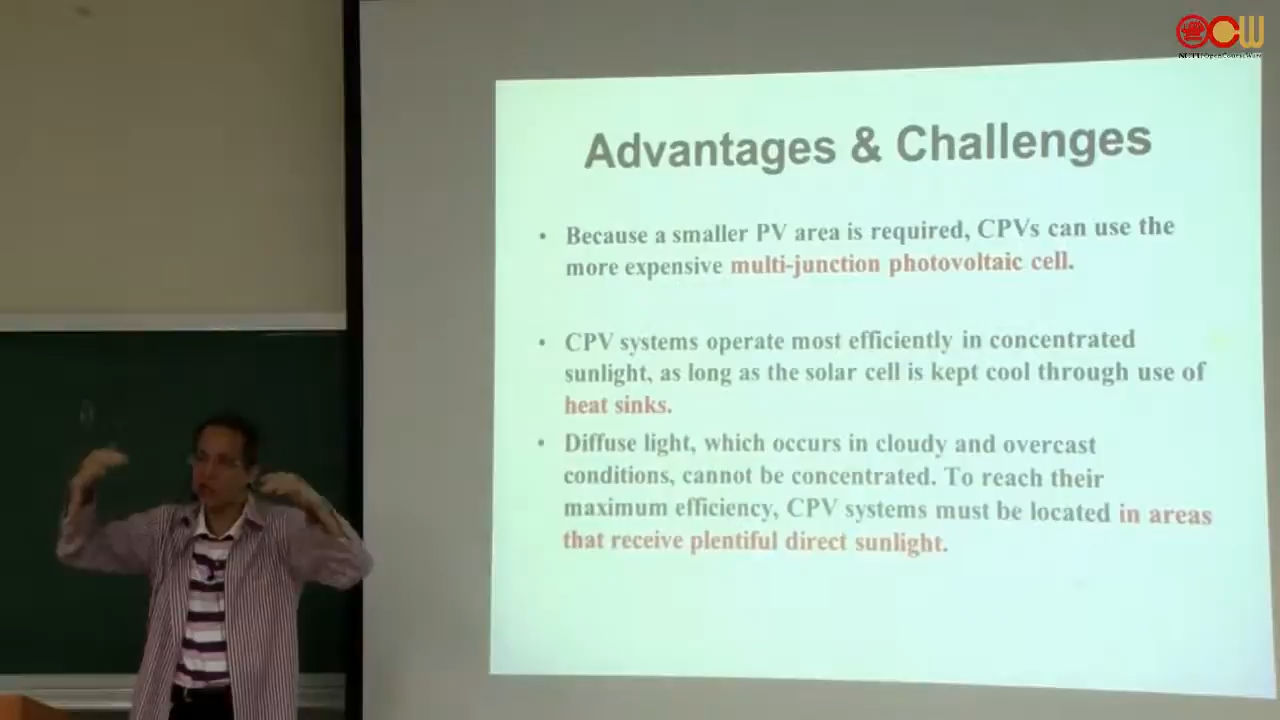 OCW
Advantages & Challenges
• Because a smaller PV area is required, CPVs can use the
more expensive multi-junction photovoltaic cell.
• CPV systems operate most efficiently in concentrated
sunlight, as long as the solar cell is kept cool through use of
heat sinks.
• Diffuse light, which occurs in cloudy and overcast
conditions, cannot be concentrated. To reach their
maximum efficiency, CPV systems must be located in areas
that receive plentiful direct sunlight.